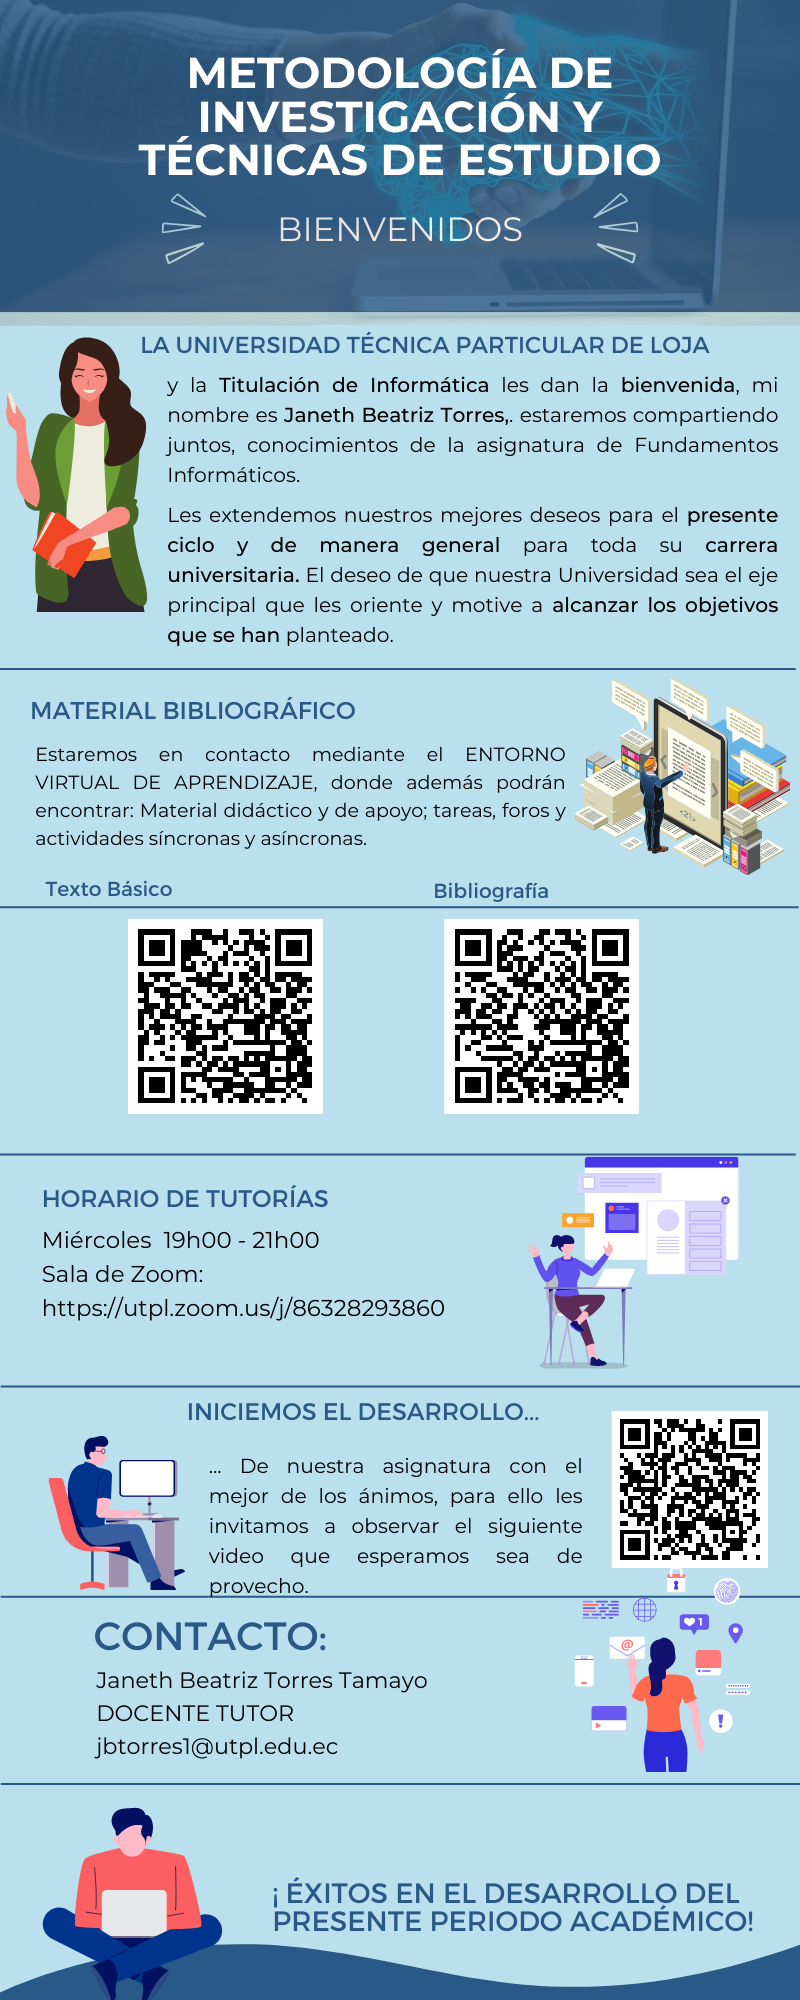 METODOLOGÍA DE
INVESTIGACIÓN Y
TÉCNICAS DE ESTUDIO
BIENVENIDOS
LA UNIVERSIDAD TÉCNICA PARTICULAR DE LOJA
y la Titulación de Informática les dan la bienvenida, mi
nombre es Janeth Beatriz Torres,. estaremos compartiendo
juntos, conocimientos de la asignatura de Fundamentos
Informáticos.
Les extendemos nuestros mejores deseos para el presente
ciclo y de manera general para toda su carrera
universitaria. El deseo de que nuestra Universidad sea el eje
principal que les oriente y motive a alcanzar los objetivos
que se han planteado.
MATERIAL BIBLIOGRÁFICO
Estaremos en contacto mediante el ENTORNO
VIRTUAL DE APRENDIZAJE, donde además podrán
encontrar: Material didáctico y de apoyo; tareas, foros y
actividades síncronas y asíncronas.
Texto Básico
Bibliografía
HORARIO DE TUTORÍAS
Miércoles 19h00 - 21h00
Sala de Zoom:
https://utpl.zoom.us/j/86328293860
INICIEMOS EL DESARROLLO...
... De nuestra asignatura con el
mejor de los ánimos, para ello les
invitamos a observar el siguiente
video que esperamos sea de
provecho.
1
@
!
CONTACTO:
Janeth Beatriz Torres Tamayo
DOCENTE TUTOR
jbtorres1@utpl.edu.ec
¡ ÉXITOS EN EL DESARROLLO DEL
PRESENTE PERIODO ACADÉMICO!